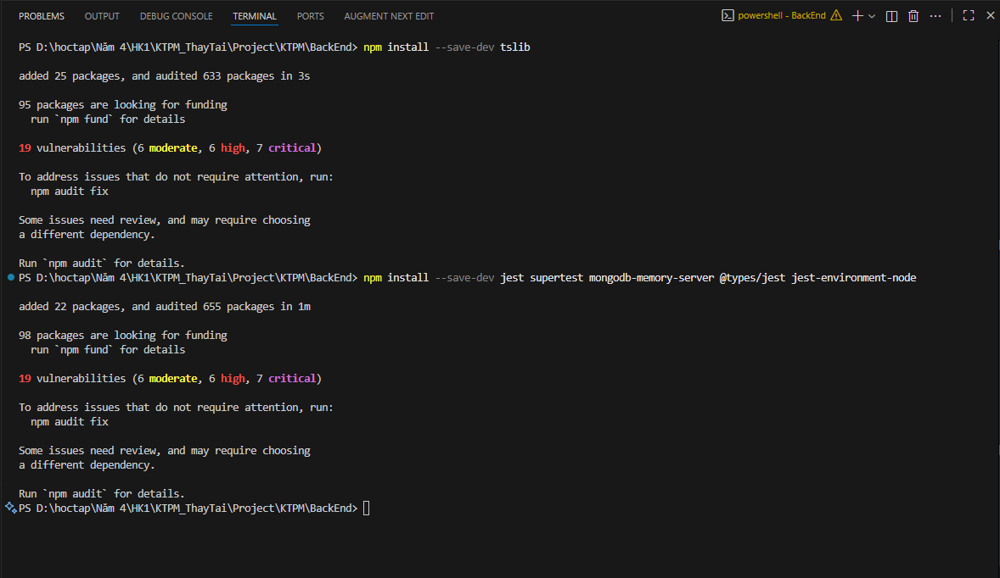 PROBLEMS OUTPUT DEBUG CONSOLE TERMINAL PORTS AUGMENT NEXT EDIT powershell - BackEnd
PS D:\hoctap\Năm 4\HK1\KTPM_ThayTai\Project\KTPM\BackEnd> npm install --save-dev tslib
added 25 packages, and audited 633 packages in 3s
95 packages are looking for funding
run `npm fund` for details
19 vulnerabilities (6 moderate, 6 high, 7 critical)
To address issues that do not require attention, run:
npm audit fix
Some issues need review, and may require choosing
a different dependency.
Run `npm audit` for details.
PS D:\hoctap\Năm 4\HK1\KTPM_ThayTai\Project\KTPM\BackEnd> npm install --save-dev jest supertest mongodb-memory-server @types/jest jest-environment-node
added 22 packages, and audited 655 packages in 1m
98 packages are looking for funding
run `npm fund` for details
19 vulnerabilities (6 moderate, 6 high, 7 critical)
To address issues that do not require attention, run:
npm audit fix
Some issues need review, and may require choosing
a different dependency.
Run `npm audit` for details.
PS D:\hoctap\Năm 4\HK1\KTPM_ThayTai\Project\KTPM\BackEnd>